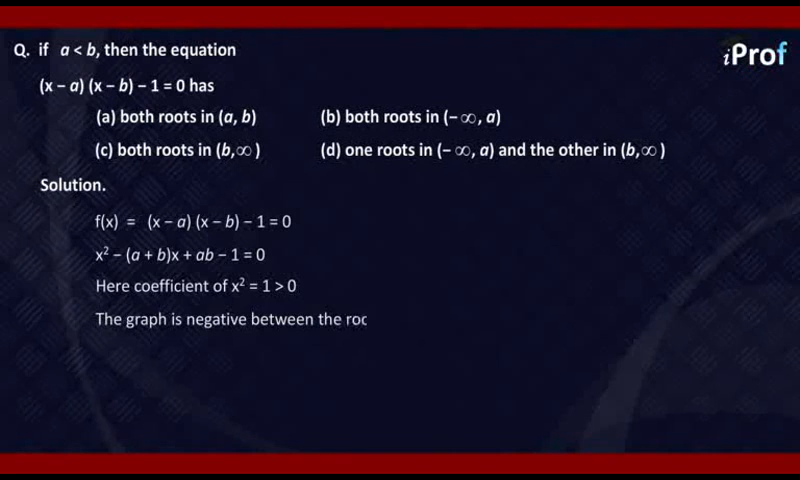 Q. if a < b, then the equation
iProf
(x – a) (x – b) – 1 = 0 has
(a) both roots in (a, b) (b) both roots in (– ∞, a)
(c) both roots in (b, ∞) (d) one roots in (– ∞, a) and the other in (b, ∞)
Solution.
f(x) = (x – a) (x – b) – 1 = 0
x² – (a + b)x + ab – 1 = 0
Here coefficient of x² = 1 > 0
The graph is negative between the